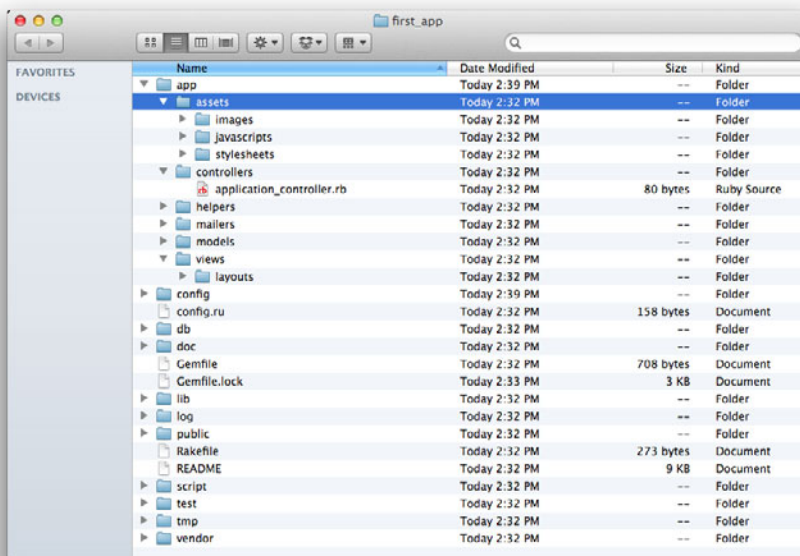 first_app
FAVORITES
DEVICES
Name Date Modified Size Kind
app Today 2:39 PM -- Folder
assets Today 2:32 PM -- Folder
images Today 2:32 PM -- Folder
javascripts Today 2:32 PM -- Folder
stylesheets Today 2:32 PM -- Folder
controllers Today 2:32 PM -- Folder
application_controller.rb Today 2:32 PM 80 bytes Ruby Source
helpers Today 2:32 PM -- Folder
mailers Today 2:32 PM -- Folder
models Today 2:32 PM -- Folder
views Today 2:32 PM -- Folder
layouts Today 2:32 PM -- Folder
config Today 2:39 PM -- Folder
config.ru Today 2:32 PM 158 bytes Document
db Today 2:32 PM -- Folder
doc Today 2:32 PM -- Folder
Gemfile Today 2:32 PM 708 bytes Document
Gemfile.lock Today 2:33 PM 3 KB Document
lib Today 2:32 PM -- Folder
log Today 2:32 PM -- Folder
public Today 2:32 PM -- Folder
Rakefile Today 2:32 PM 273 bytes Document
README Today 2:32 PM 9 KB Document
script Today 2:32 PM -- Folder
test Today 2:32 PM -- Folder
tmp Today 2:32 PM -- Folder
vendor Today 2:32 PM -- Folder